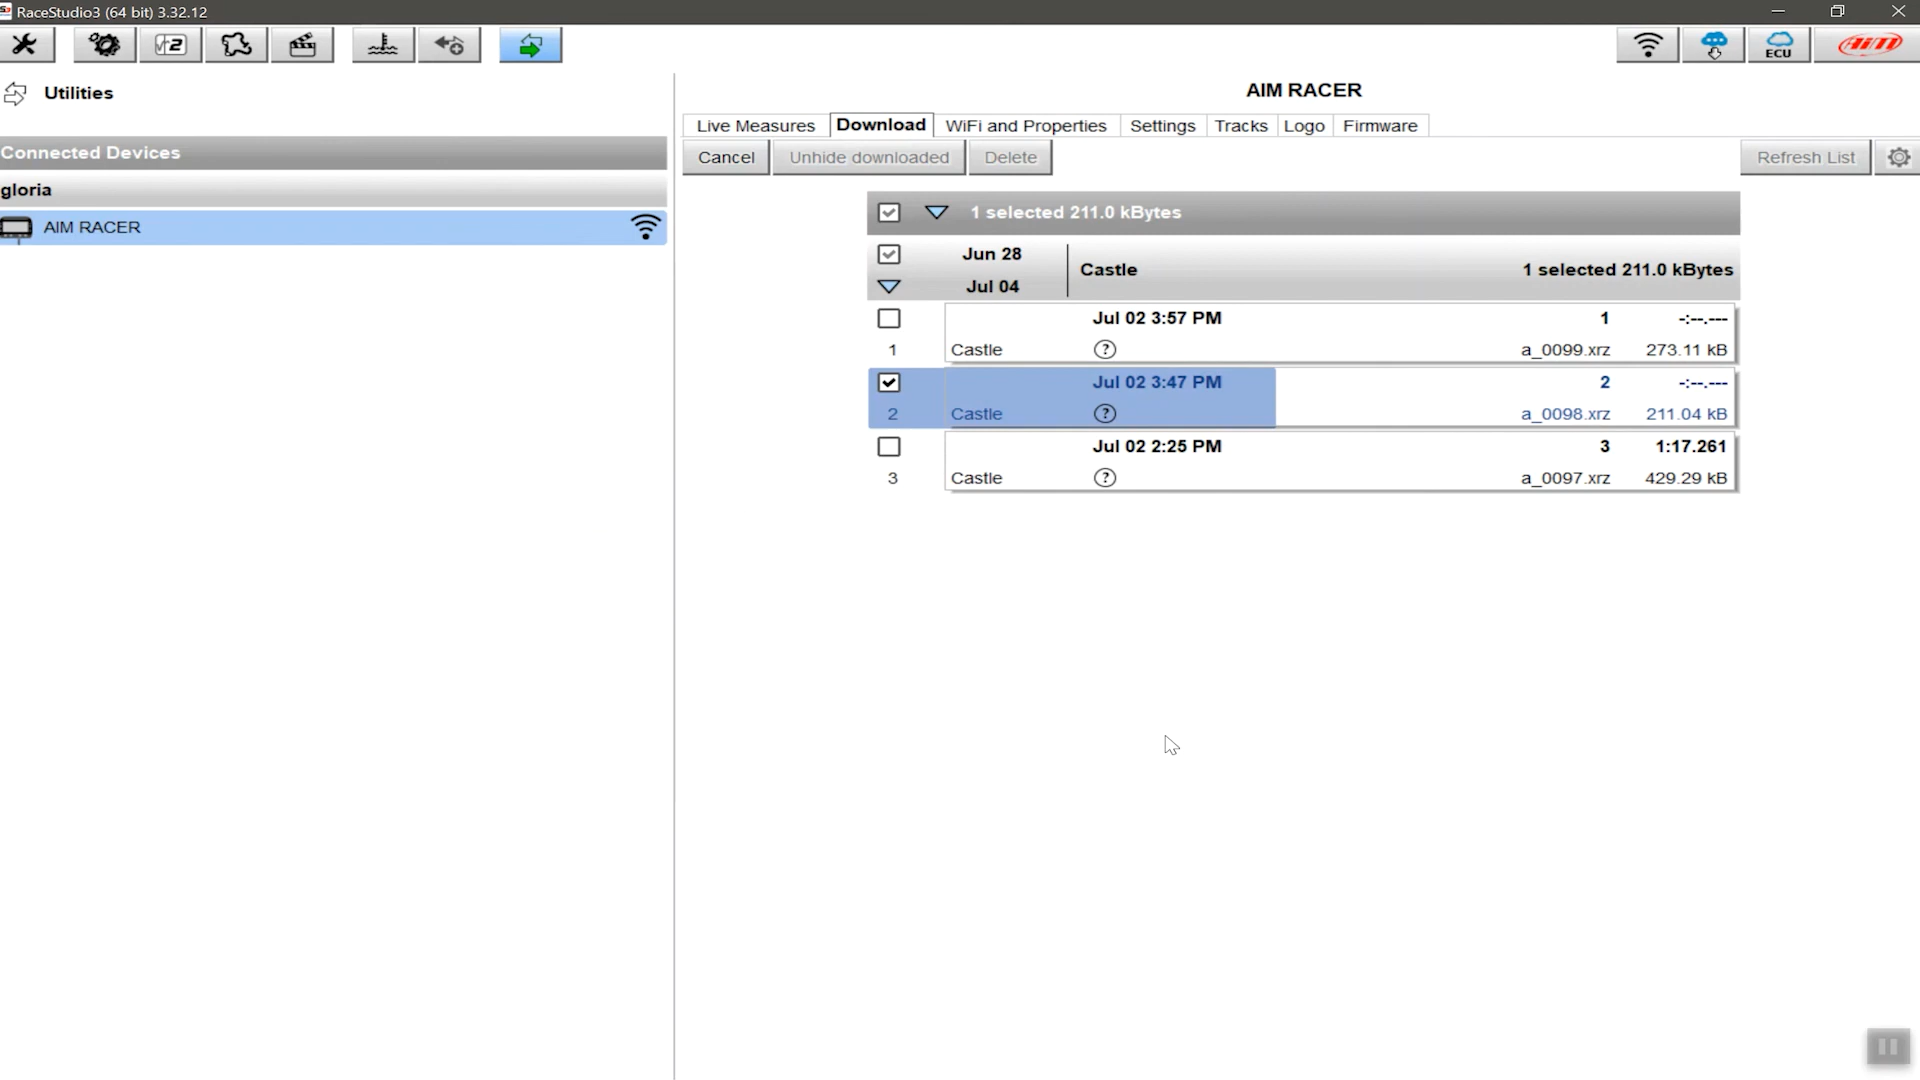 RaceStudio3 (64 bit) 3.32.12
ECU
AiM
Utilities
AIM RACER
Live Measures Download WiFi and Properties Settings Tracks Logo Firmware
Cancel Unhide downloaded Delete Refresh List
Connected Devices
gloria
AIM RACER
1 selected 211.0 kBytes
Jun 28
Castle 1 selected 211.0 kBytes
Jul 04
Jul 02 3:57 PM 1 -:--.---
1 Castle ? a_0099.xrz 273.11 kB
Jul 02 3:47 PM 2 -:--.---
2 Castle ? a_0098.xrz 211.04 kB
Jul 02 2:25 PM 3 1:17.261
3 Castle ? a_0097.xrz 429.29 kB